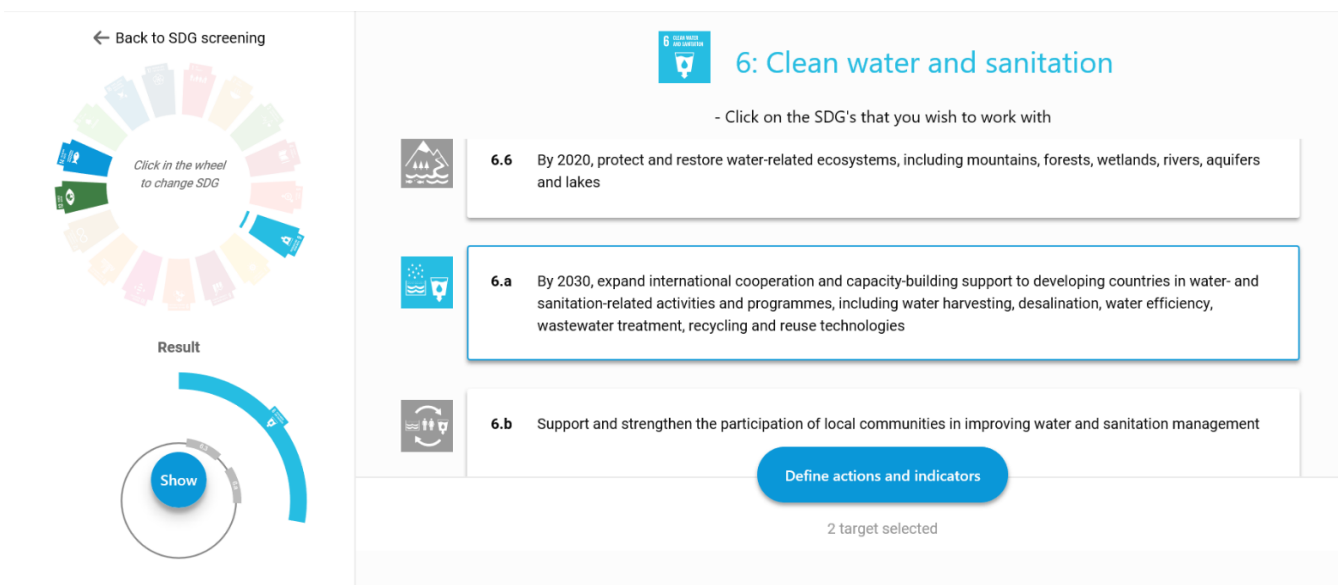 ← Back to SDG screening
Click in the wheel
to change SDG
Result
Show
6 CLEAN WATER
AND SANITATION
6: Clean water and sanitation
- Click on the SDG's that you wish to work with
6.6 By 2020, protect and restore water-related ecosystems, including mountains, forests, wetlands, rivers, aquifers
and lakes
6.a By 2030, expand international cooperation and capacity-building support to developing countries in water- and
sanitation-related activities and programmes, including water harvesting, desalination, water efficiency,
wastewater treatment, recycling and reuse technologies
6.b Support and strengthen the participation of local communities in improving water and sanitation management
Define actions and indicators
2 target selected